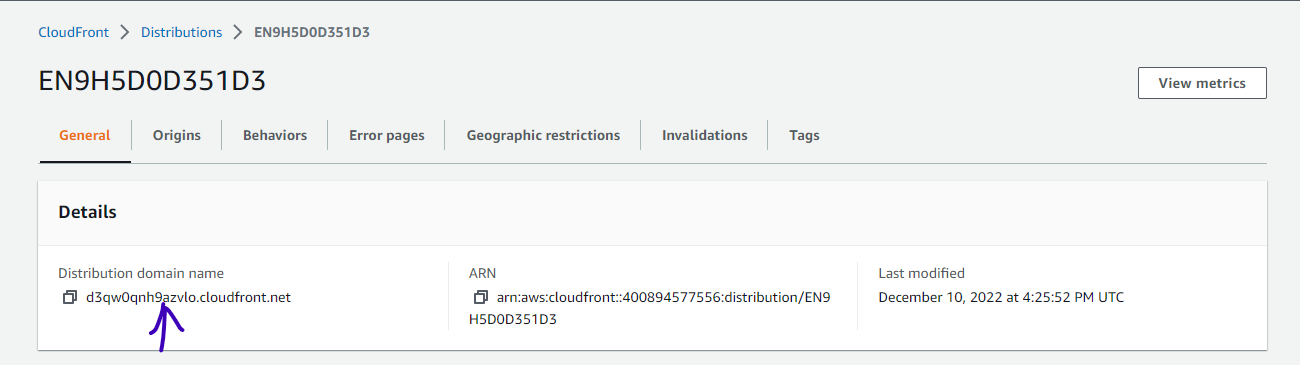 CloudFront > Distributions > EN9H5D0D351D3
EN9H5D0D351D3
View metrics
General
Origins
Behaviors
Error pages
Geographic restrictions
Invalidations
Tags
Details
Distribution domain name
d3qw0qnh9azvlo.cloudfront.net
ARN
arn:aws:cloudfront::400894577556:distribution/EN9
H5D0D351D3
Last modified
December 10, 2022 at 4:25:52 PM UTC